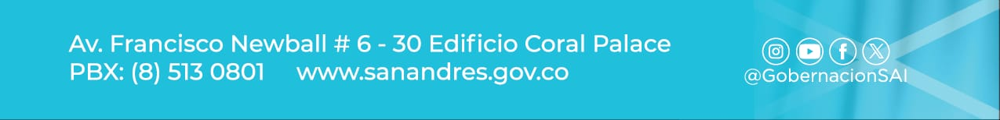 Av. Francisco Newball # 6 - 30 Edificio Coral Palace
PBX: (8) 513 0801 www.sanandres.gov.co
@GobernacionSAI